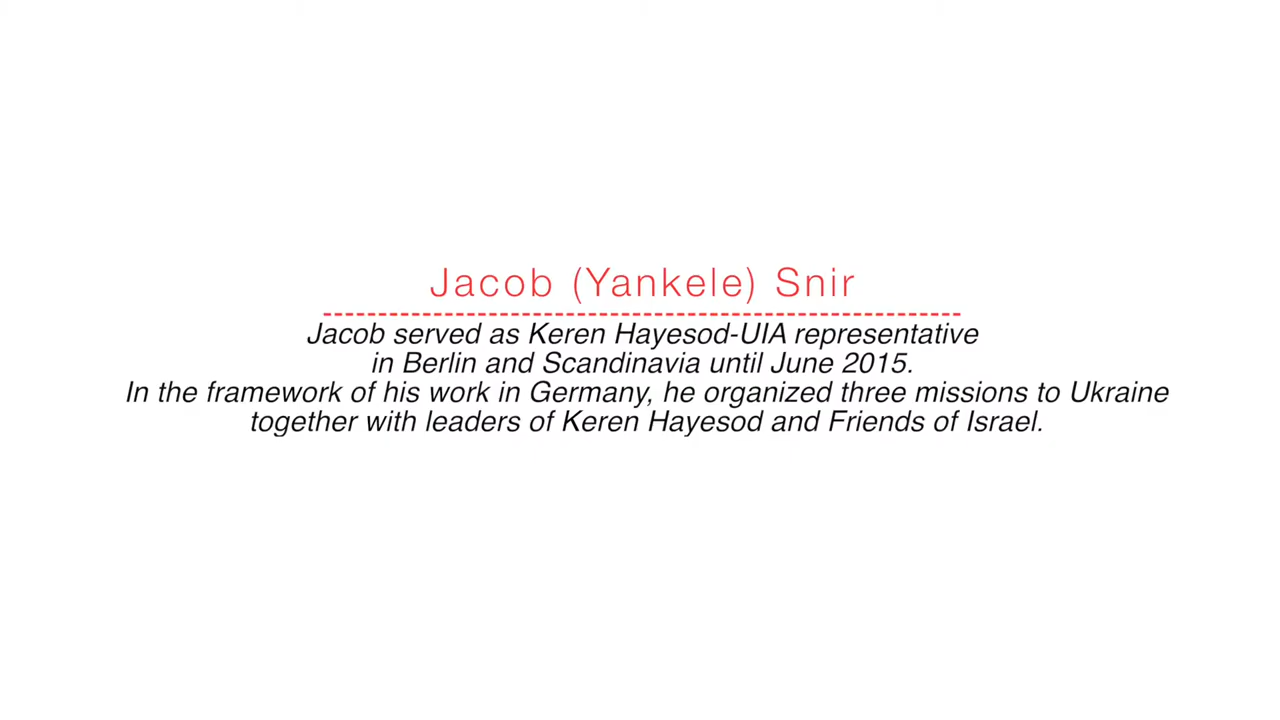 Jacob (Yankele) Snir
Jacob served as Keren Hayesod-UIA representative
in Berlin and Scandinavia until June 2015.
In the framework of his work in Germany, he organized three missions to Ukraine
together with leaders of Keren Hayesod and Friends of Israel.